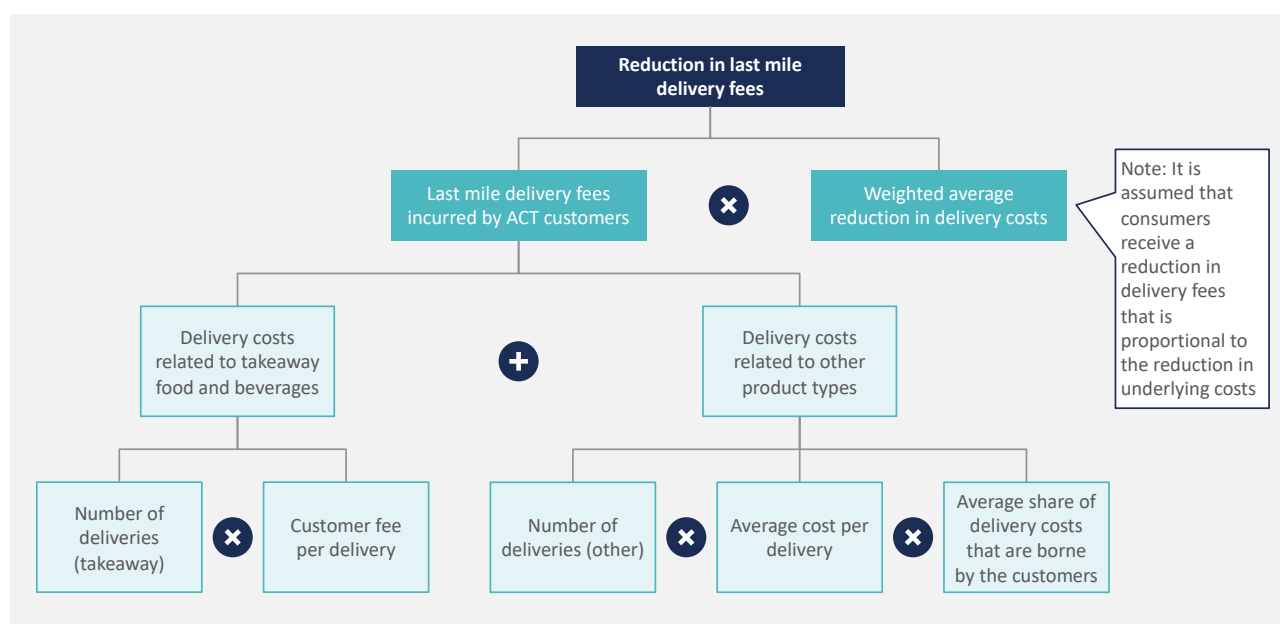 Reduction in last mile
delivery fees
Last mile delivery fees
incurred by ACT customers
Weighted average
reduction in delivery costs
Note: It is
assumed that
consumers
receive a
reduction in
delivery fees
that is
proportional to
the reduction in
underlying costs
Delivery costs
related to takeaway
food and beverages
Delivery costs
related to other
product types
Number of
deliveries
(takeaway)
Customer fee
per delivery
Number of
deliveries (other)
Average cost per
delivery
Average share of
delivery costs
that are borne
by the customers